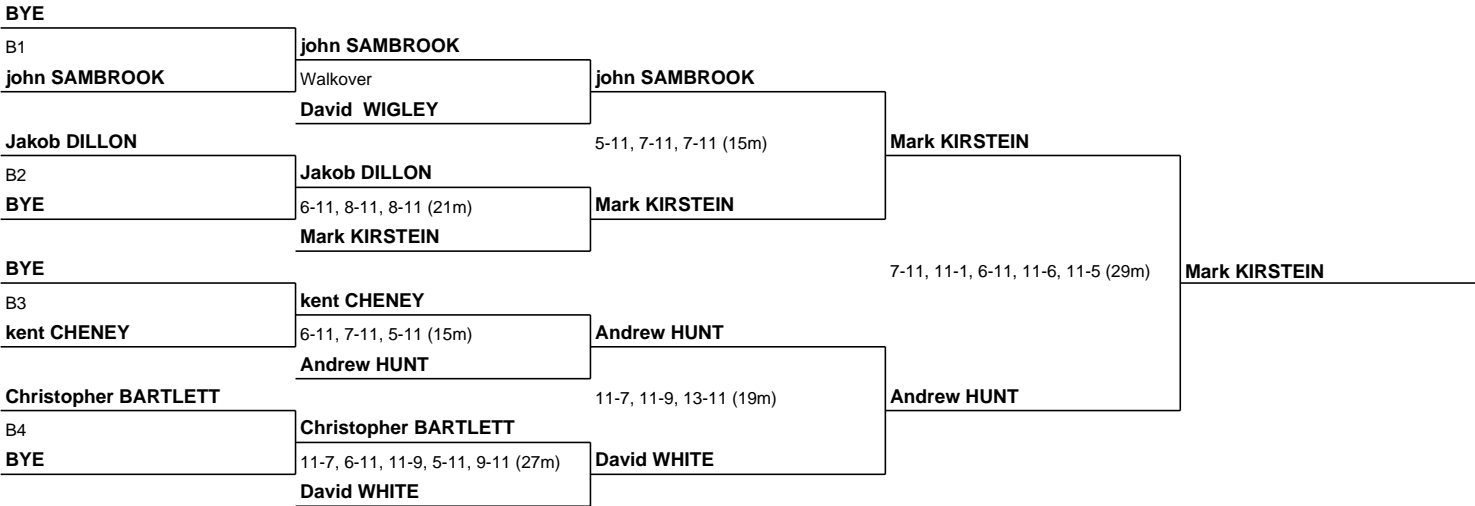 BYE
B1
john SAMBROOK
john SAMBROOK
Walkover
David  WIGLEY
john SAMBROOK
Jakob DILLON
B2
BYE
Jakob DILLON
6-11, 8-11, 8-11 (21m)
Mark KIRSTEIN
5-11, 7-11, 7-11 (15m)
Mark KIRSTEIN
Mark KIRSTEIN
BYE
B3
kent CHENEY
kent CHENEY
6-11, 7-11, 5-11 (15m)
Andrew HUNT
Andrew HUNT
7-11, 11-1, 6-11, 11-6, 11-5 (29m)
Mark KIRSTEIN
Christopher BARTLETT
B4
BYE
Christopher BARTLETT
11-7, 6-11, 11-9, 5-11, 9-11 (27m)
David WHITE
11-7, 11-9, 13-11 (19m)
David WHITE
Andrew HUNT